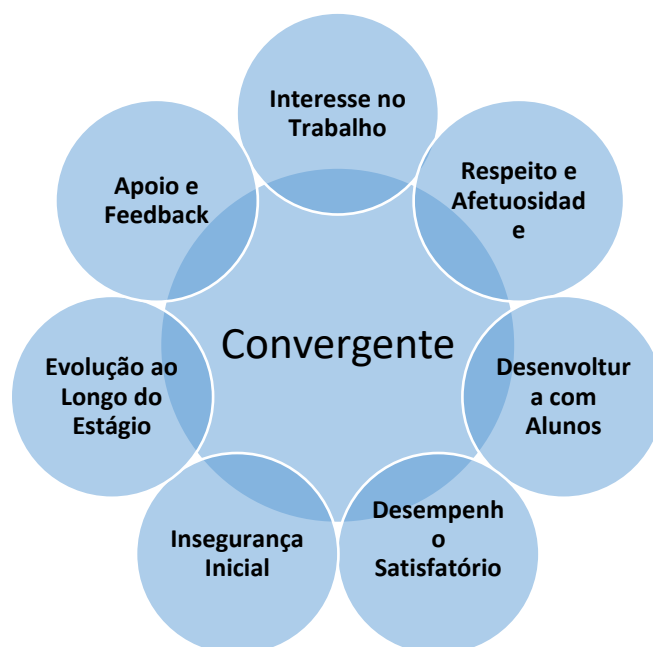 Interesse no
Trabalho
Respeito e
Afetuosidad
e
Desenvoltur
a com
Alunos
Desempenh
o
Satisfatório
Insegurança
Inicial
Evolução ao
Longo do
Estágio
Apoio e
Feedback
Convergente